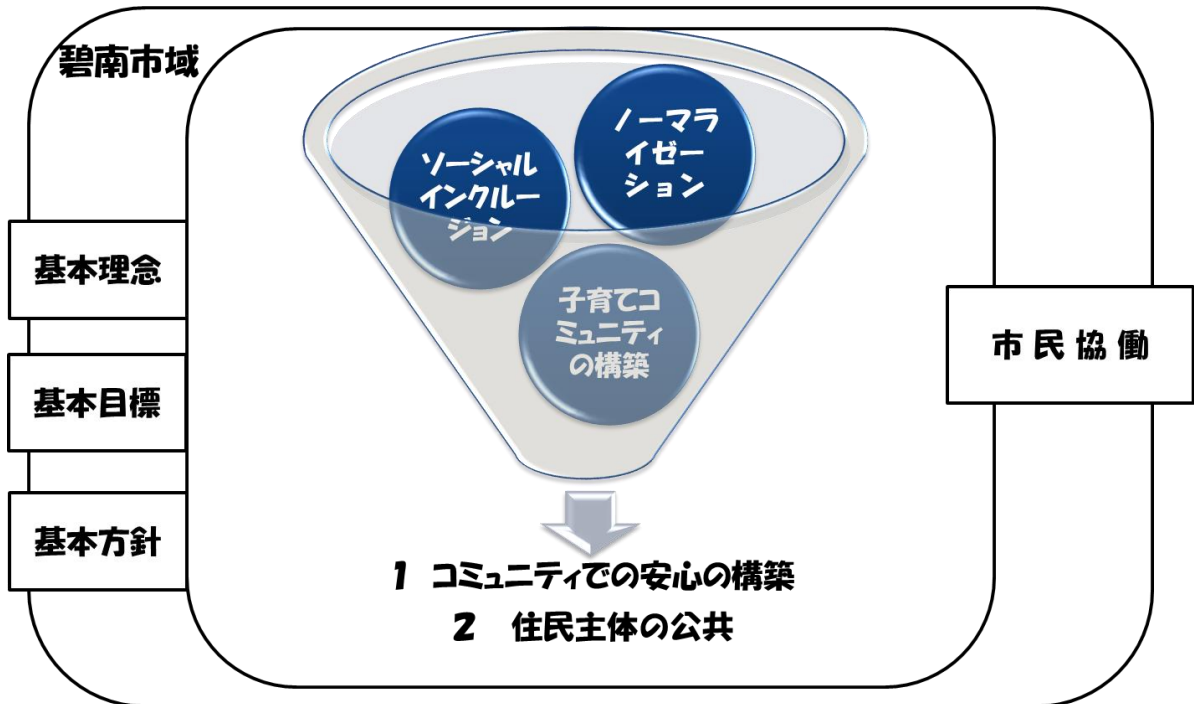 碧南市域
ノーマラ
イゼー
ション
ソーシャル
インクルー
ジョン
子育てコ
ミュニティ
の構築
基本理念
基本目標
基本方針
市民協働
1 コミュニティでの安心の構築
2 住民主体の公共